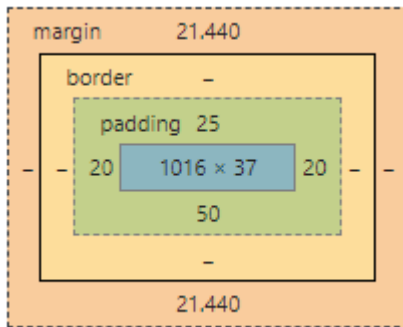 margin 21.440
border –
padding 25
– – 20 1016 × 37 20 – –
50
–
21.440